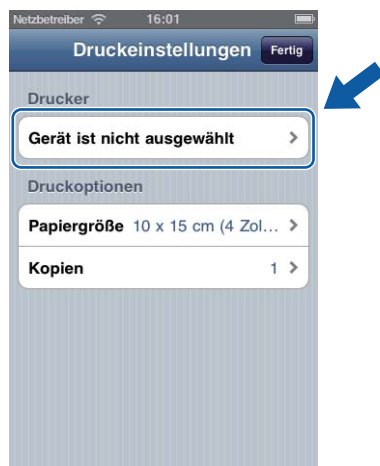 Netzbetreiber 16:01
Druckeinstellungen Fertig
Drucker
Gerät ist nicht ausgewählt
Druckoptionen
Papiergröße 10 x 15 cm (4 Zol...
Kopien 1